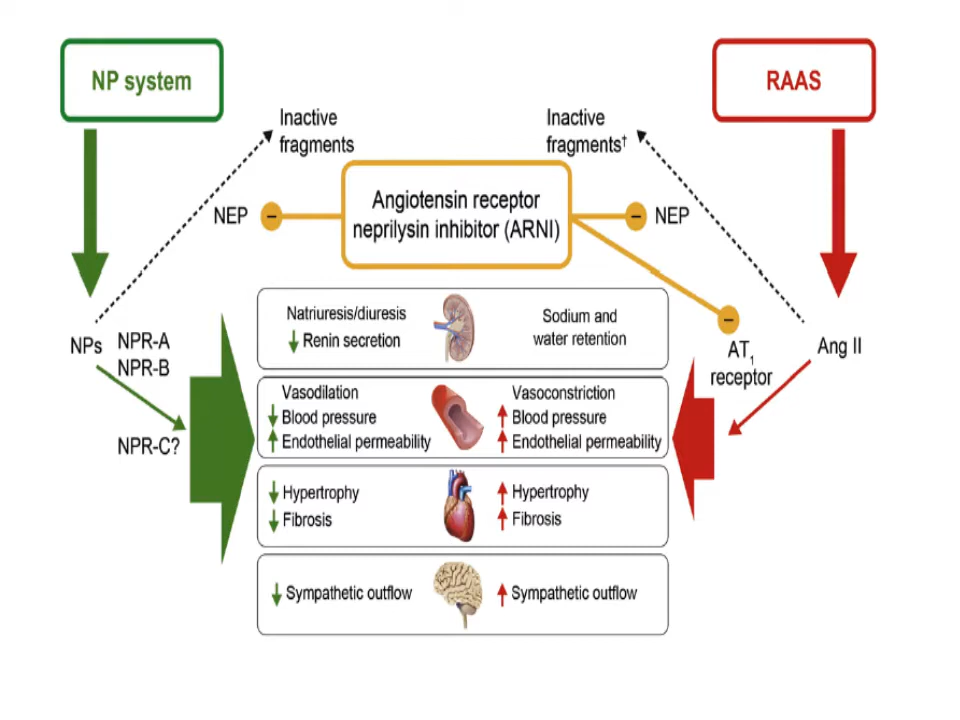 NP system
RAAS
Inactive
fragments
Inactive
fragments†
Angiotensin receptor
neprilysin inhibitor (ARNI)
NEP
−
−
NEP
Natriuresis/diuresis
Renin secretion
Sodium and
water retention
−
NPs
NPR-A
NPR-B
AT1
receptor
Ang II
Vasodilation
Blood pressure
Endothelial permeability
Vasoconstriction
Blood pressure
Endothelial permeability
NPR-C?
Hypertrophy
Fibrosis
Hypertrophy
Fibrosis
Sympathetic outflow
Sympathetic outflow